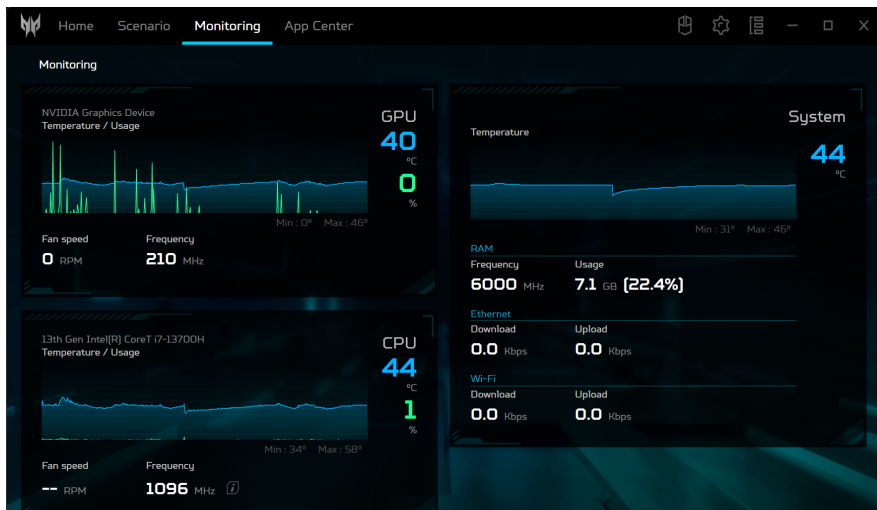 Home Scenario Monitoring App Center
Monitoring
NVIDIA Graphics Device
Temperature / Usage
GPU
40
°C
0
%
Min : 0° Max : 46°
Fan speed Frequency
0 RPM 210 MHz
13th Gen Intel(R) CoreT i7-13700H
Temperature / Usage
CPU
44
°C
1
%
Min : 34° Max : 58°
Fan speed Frequency
-- RPM 1096 MHz i
System
Temperature
44
°C
Min : 31° Max : 46°
RAM
Frequency Usage
6000 MHz 7.1 GB (22.4%)
Ethernet
Download Upload
0.0 Kbps 0.0 Kbps
Wi-Fi
Download Upload
0.0 Kbps 0.0 Kbps